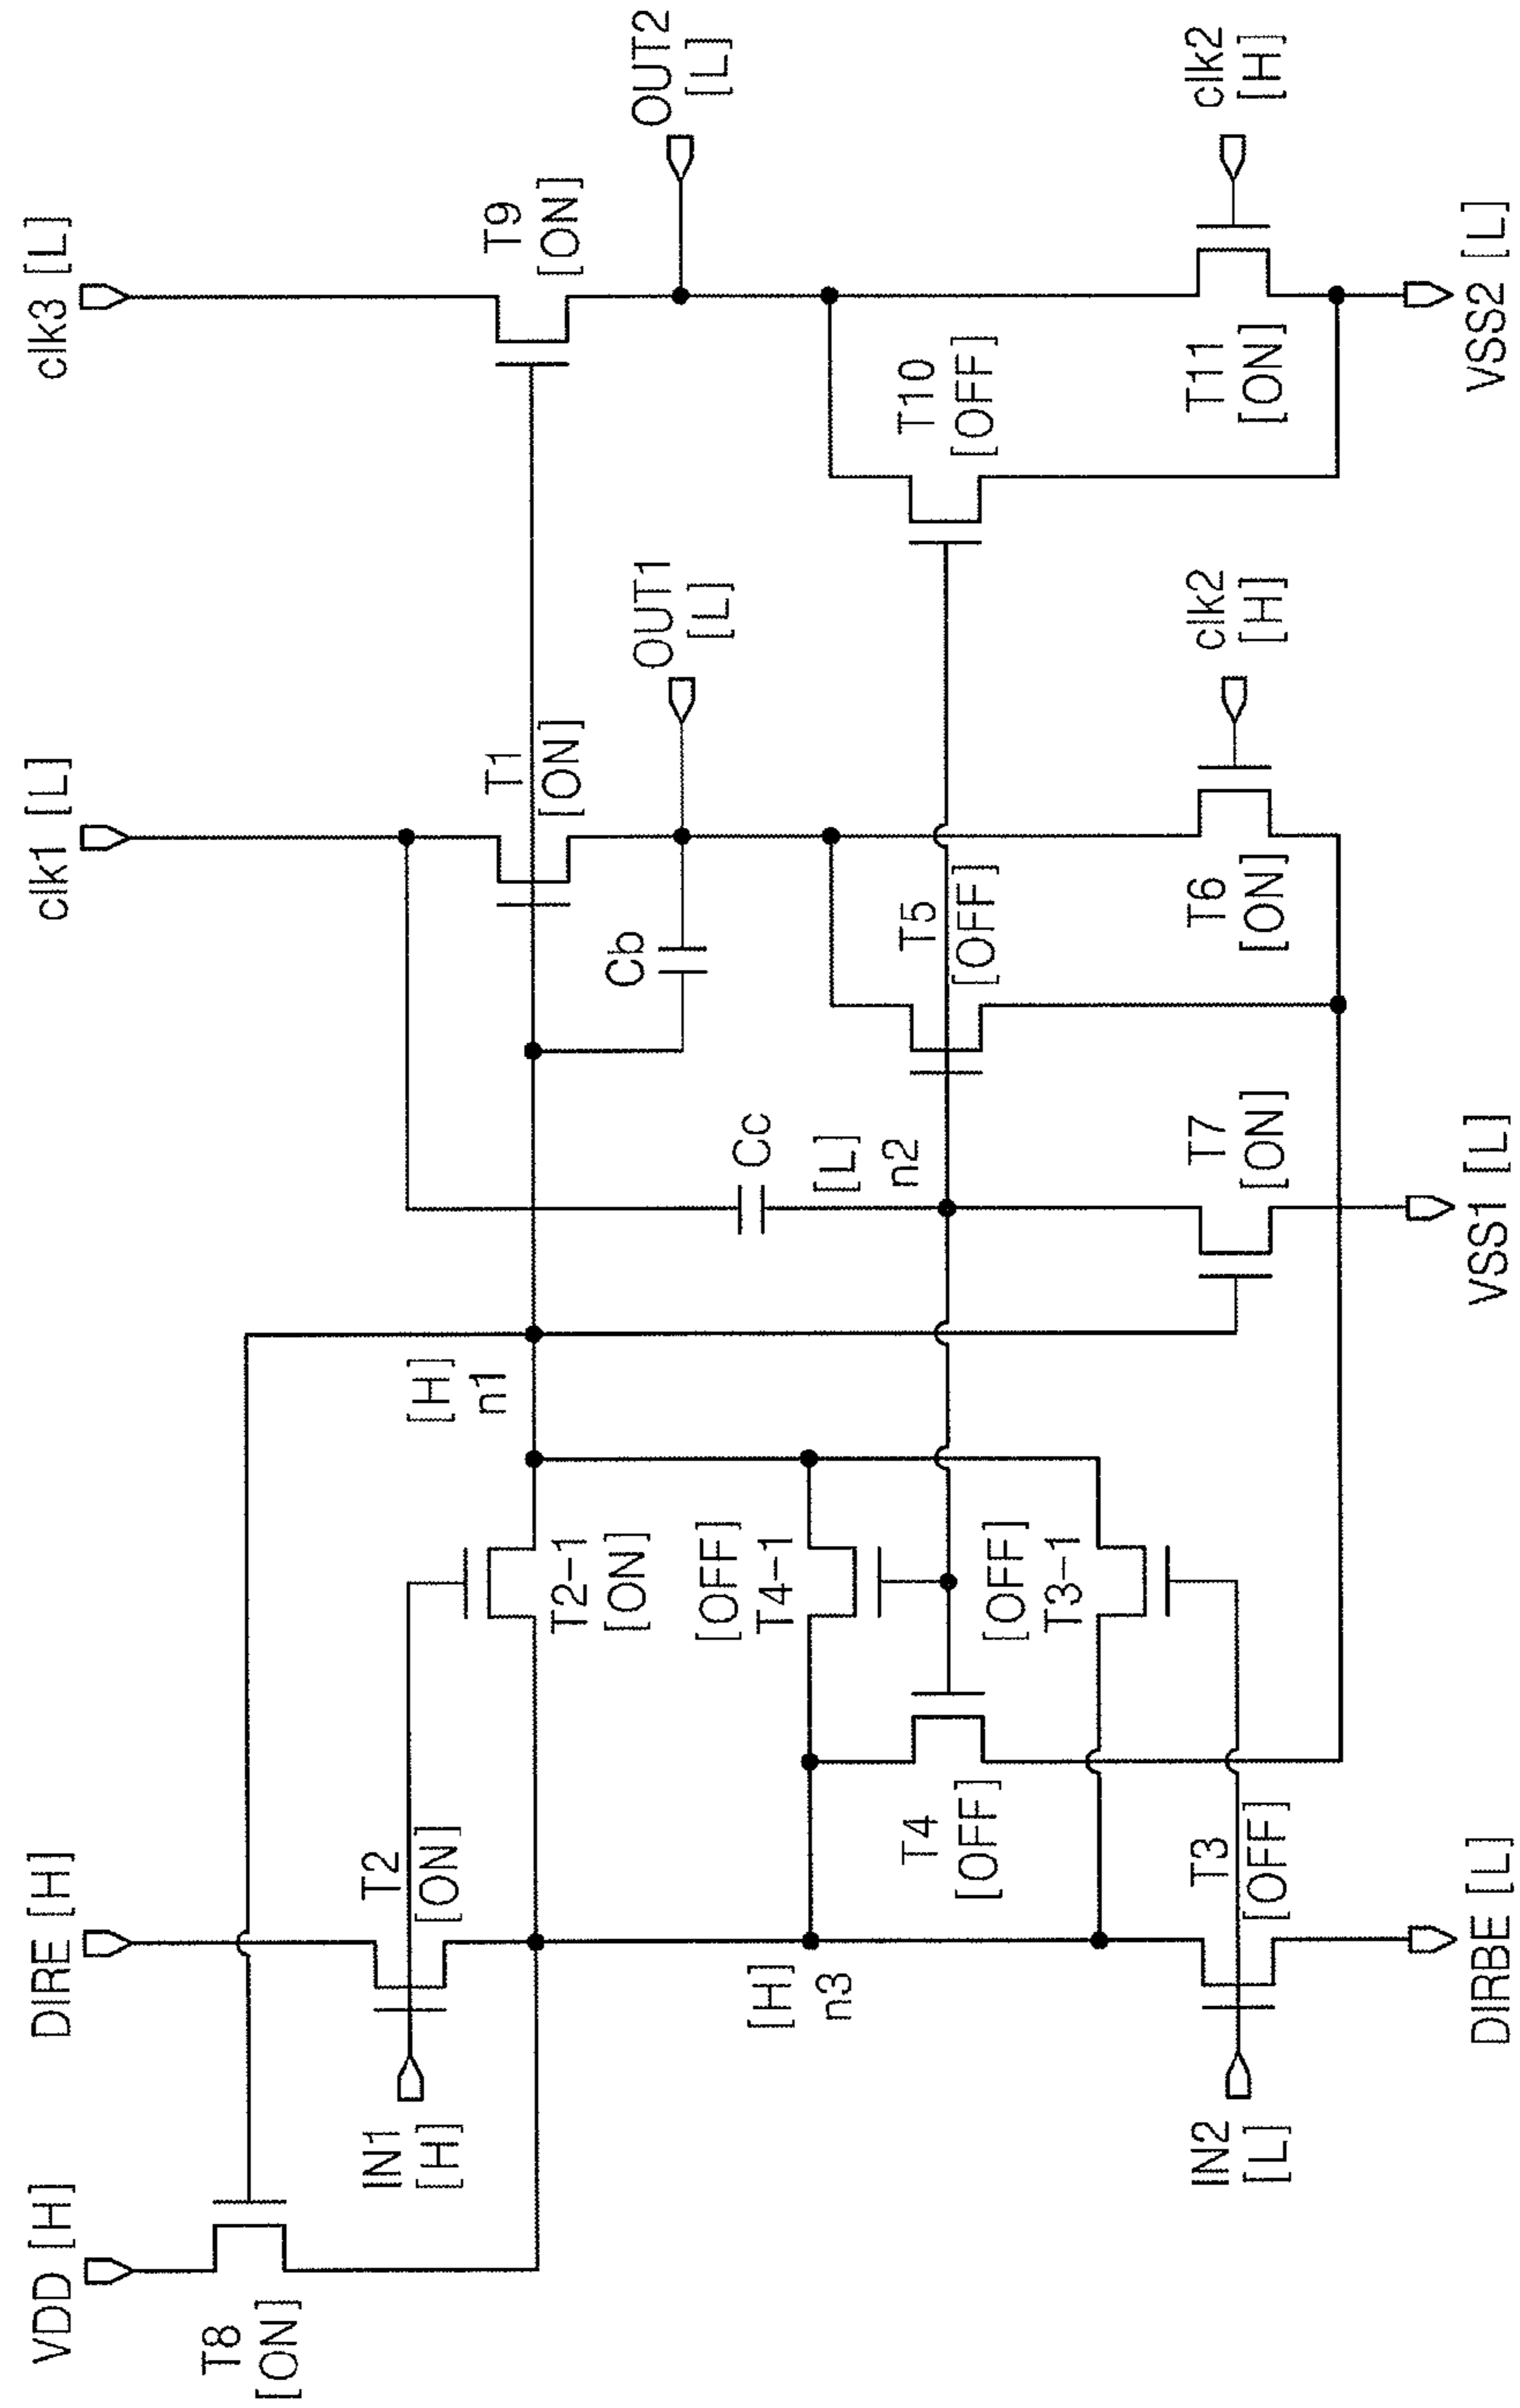 VDD [H]
DIRE [H]
clk1 [L]
clk3 [L]
T8
[ON]
IN1
[H]
T2
[ON]
[H]
n1
T1
[ON]
T9
[ON]
T2-1
[ON]
Cb
OUT1
[L]
OUT2
[L]
[H]
n3
[OFF]
T4-1
Cc
[L]
n2
T4
[OFF]
T5
[OFF]
T10
[OFF]
[OFF]
T3-1
IN2
[L]
T3
[OFF]
T7
[ON]
T6
[ON]
clk2
[H]
T11
[ON]
clk2
[H]
DIRBE [L]
VSS1 [L]
VSS2 [L]